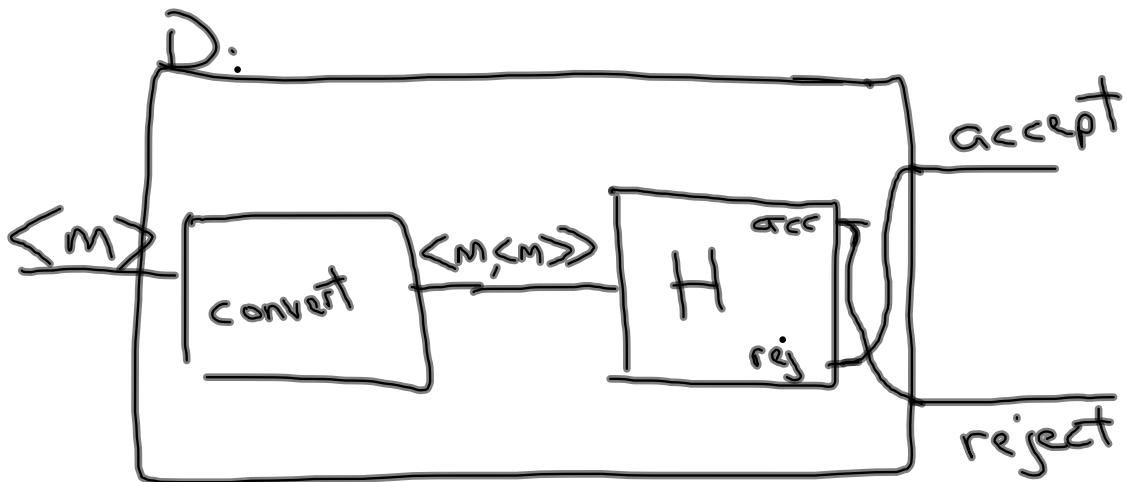 D:
accept
<m>
convert
<m,<m>>
acc
H
rej
reject